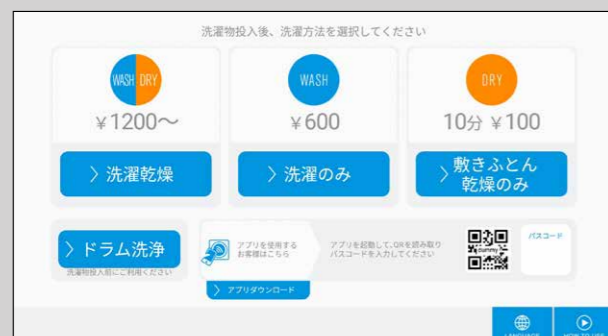 洗濯物投入後、洗濯方法を選択してください
WASH DRY
¥1200〜
〉洗濯乾燥
WASH
¥600
〉洗濯のみ
DRY
10分 ¥100
〉敷きふとん
乾燥のみ
〉ドラム洗浄
洗濯物投入前にご利用ください
アプリを使用する
お客様はこちら
アプリを起動して、QRを読み取り
パスコードを入力してください
dummy
パスコード
〉アプリダウンロード
LANGUAGE
HOW TO USE